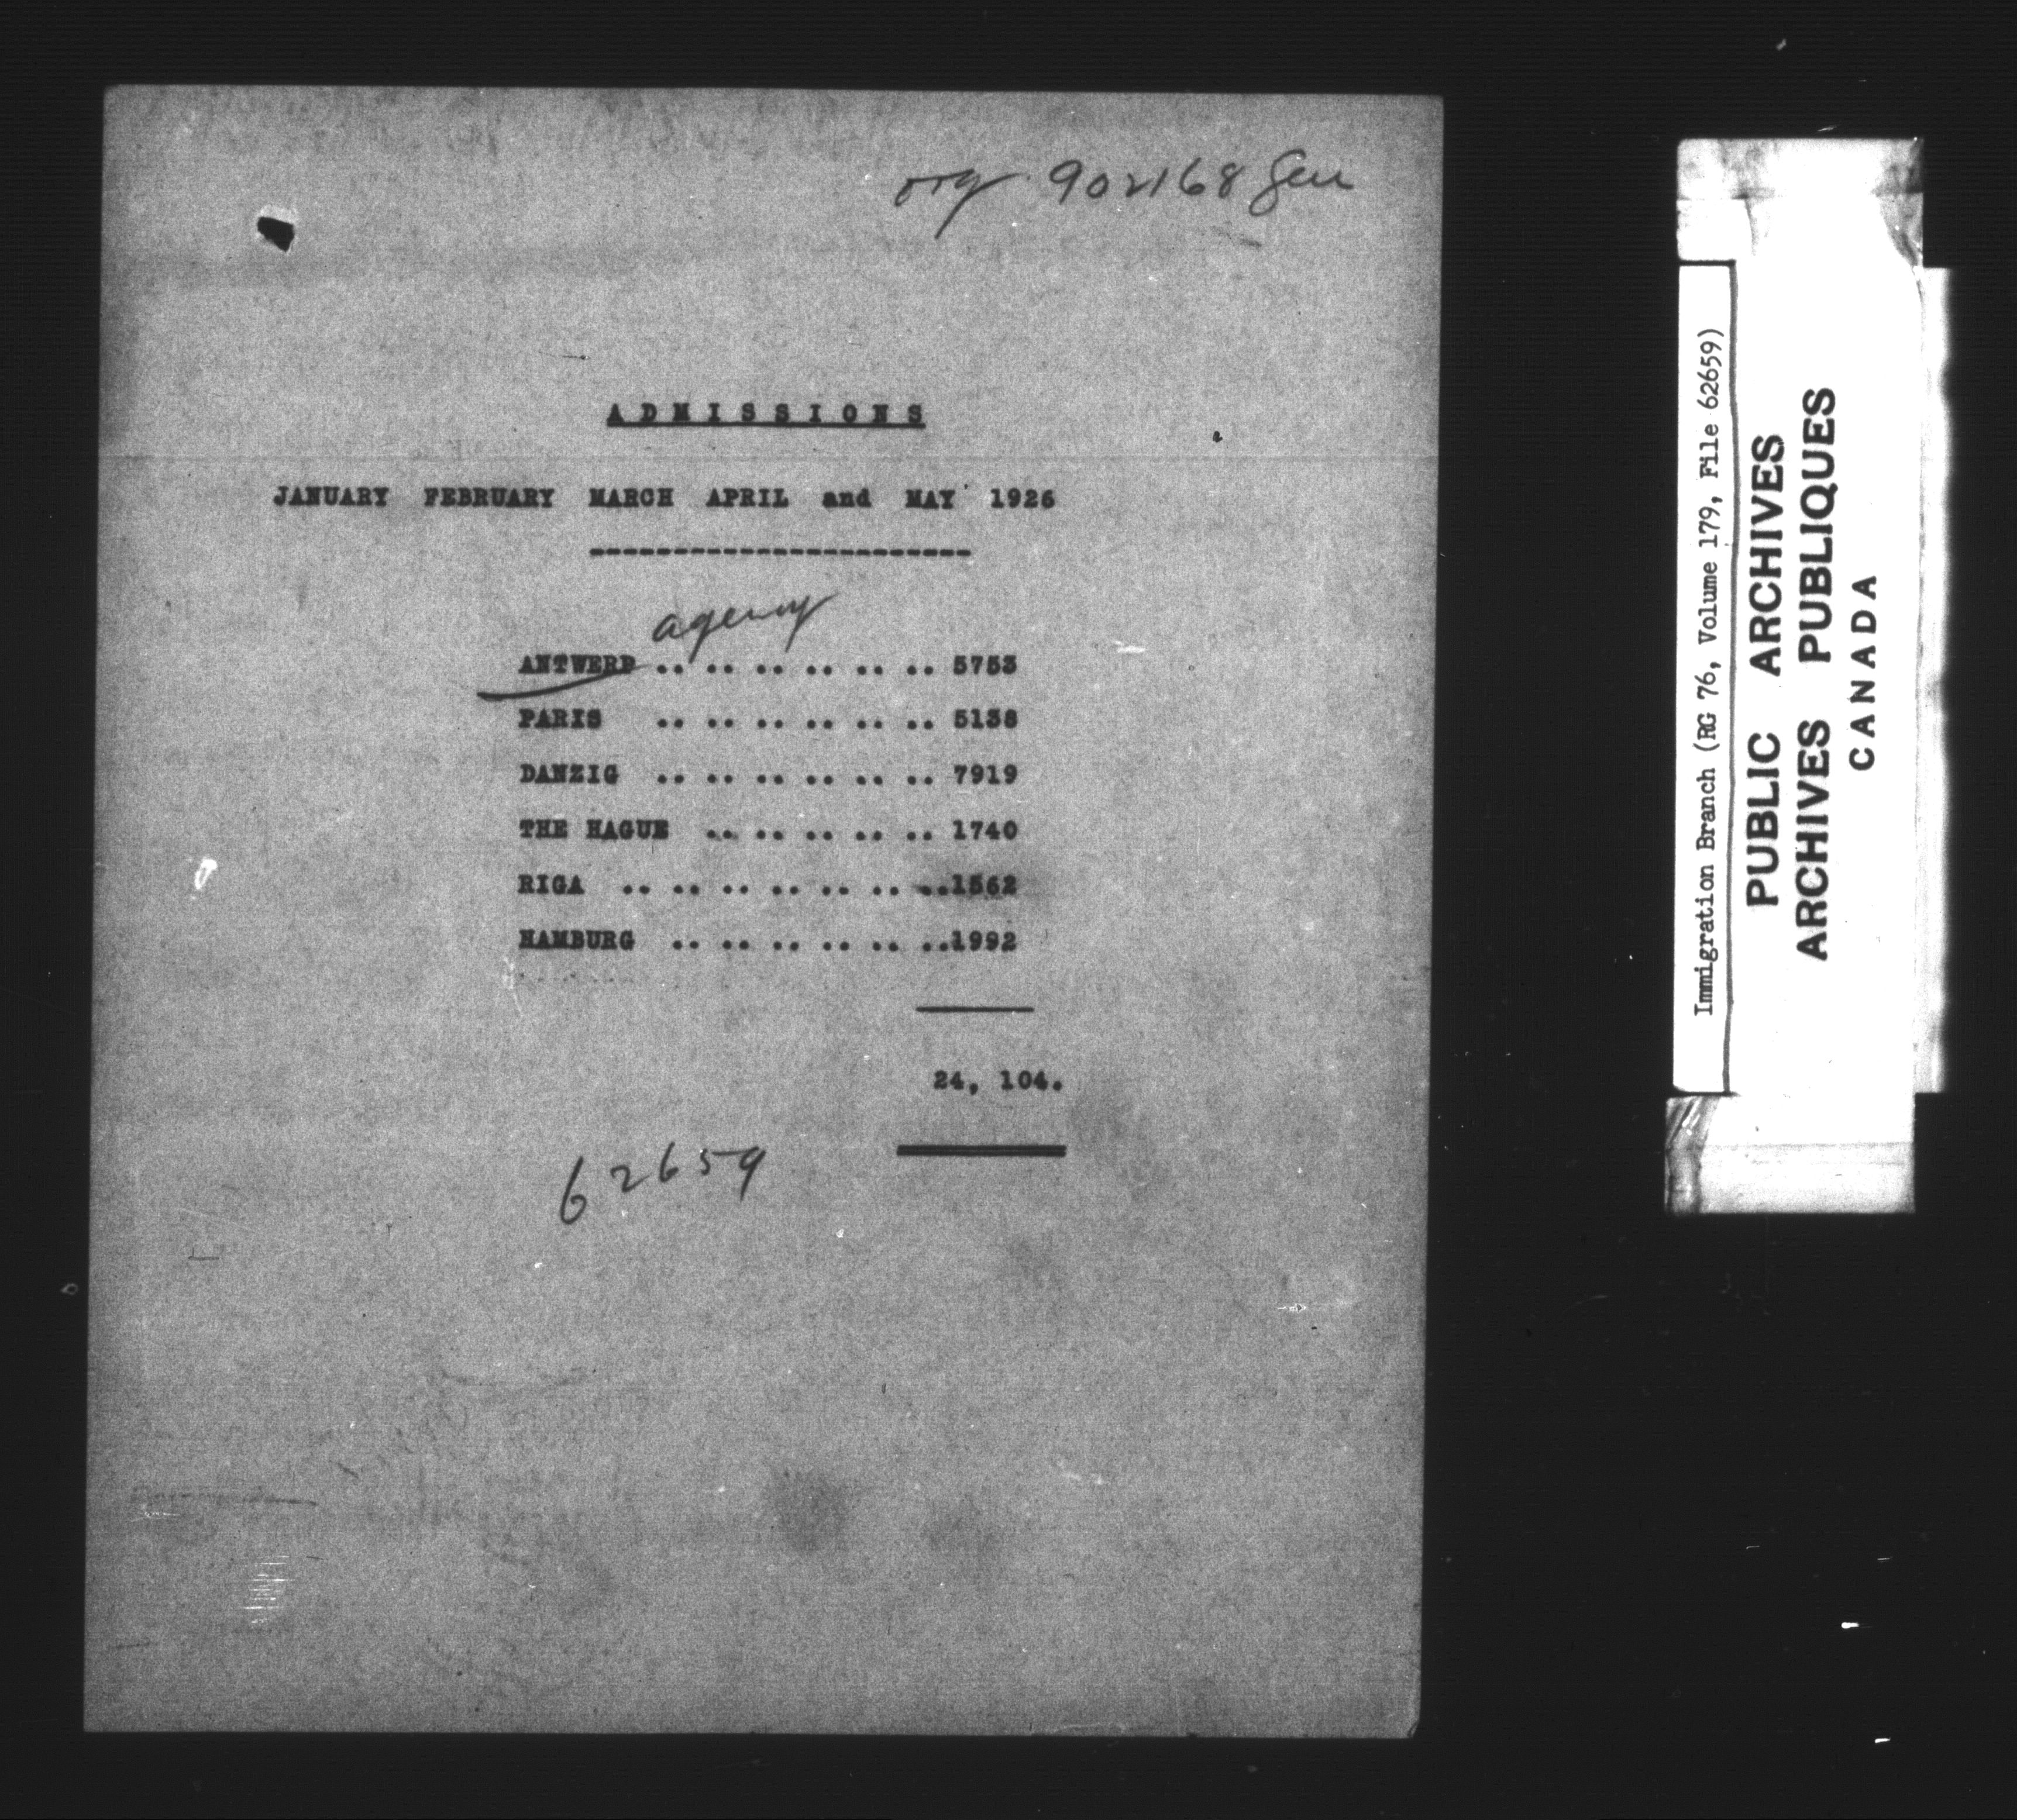 org 902168 Gen
ADMISSIONS
JANUARY FEBRUARY MARCH APRIL and MAY 1926
-----------------------
agency
ANTWERP .. .. .. .. .. .. 5753
PARIS .. .. .. .. .. .. 5138
DANZIG .. .. .. .. .. .. 7919
THE HAGUE .. .. .. .. .. 1740
RIGA .. .. .. .. .. .. ..1562
HAMBURG .. .. .. .. .. ..1992
24, 104.
62659
Immigration Branch (RG 76, Volume 179, File 62659)
PUBLIC ARCHIVES
ARCHIVES PUBLIQUES
CANADA